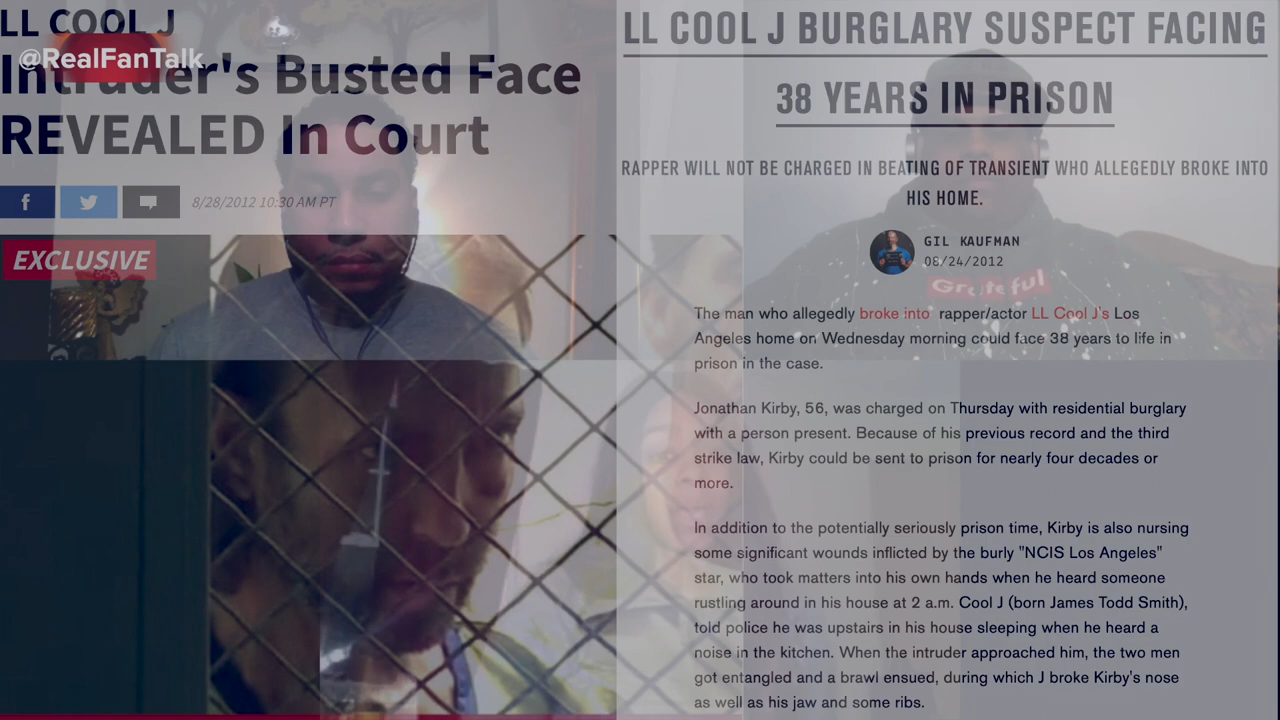 LL COOL J
@RealFanTalk
Intruder's Busted Face
REVEALED In Court
8/28/2012 10:30 AM PT
EXCLUSIVE
LL COOL J BURGLARY SUSPECT FACING
38 YEARS IN PRISON
RAPPER WILL NOT BE CHARGED IN BEATING OF TRANSIENT WHO ALLEGEDLY BROKE INTO
HIS HOME.
GIL KAUFMAN
08/24/2012
Grateful
The man who allegedly broke into rapper/actor LL Cool J's Los
Angeles home on Wednesday morning could face 38 years to life in
prison in the case.
Jonathan Kirby, 56, was charged on Thursday with residential burglary
with a person present. Because of his previous record and the third
strike law, Kirby could be sent to prison for nearly four decades or
more.
In addition to the potentially seriously prison time, Kirby is also nursing
some significant wounds inflicted by the burly "NCIS Los Angeles"
star, who took matters into his own hands when he heard someone
rustling around in his house at 2 a.m. Cool J (born James Todd Smith),
told police he was upstairs in his house sleeping when he heard a
noise in the kitchen. When the intruder approached him, the two men
got entangled and a brawl ensued, during which J broke Kirby's nose
as well as his jaw and some ribs.